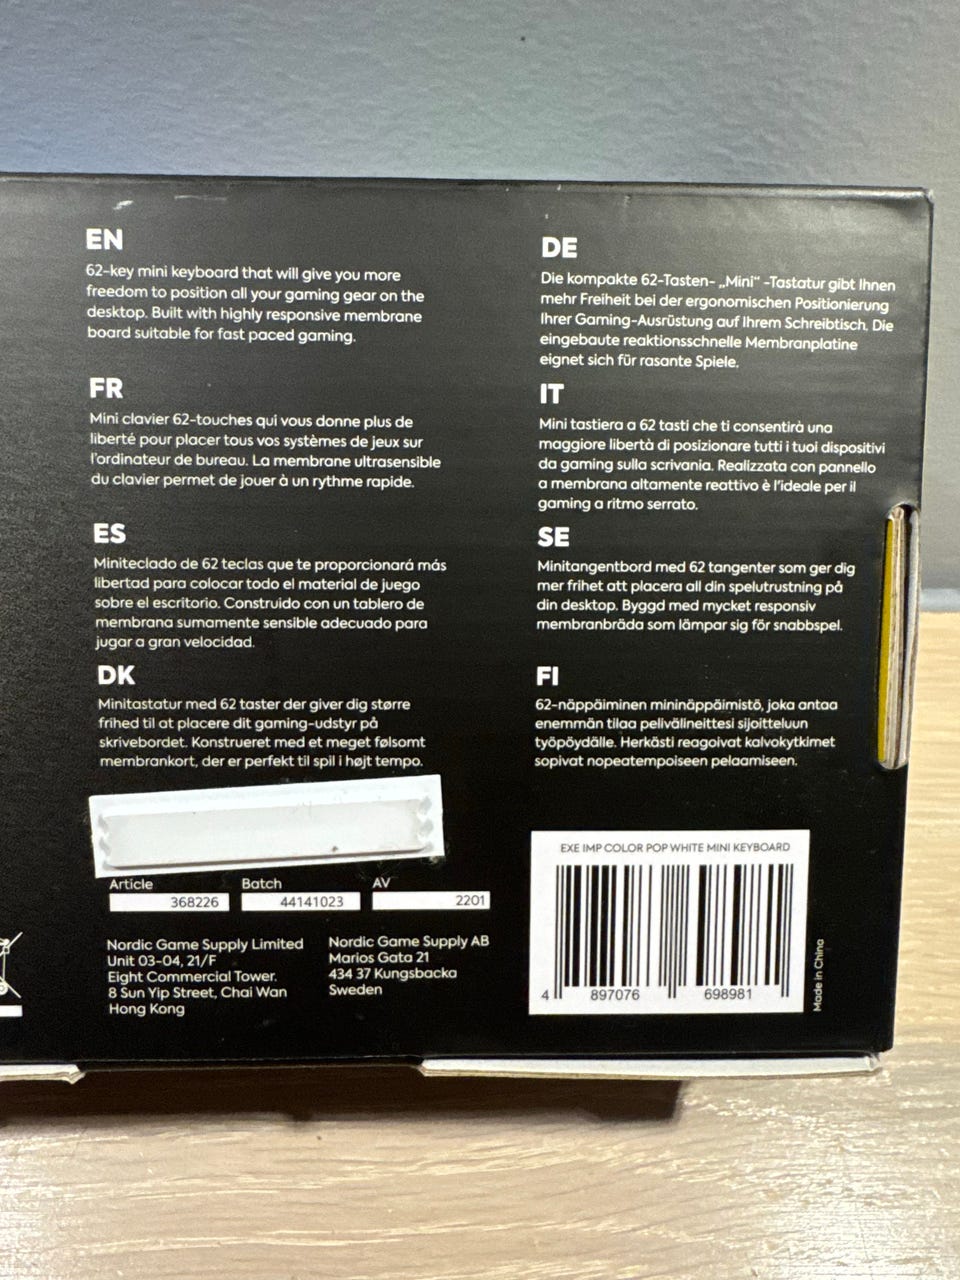 EN
62-key mini keyboard that will give you more
freedom to position all your gaming gear on the
desktop. Built with highly responsive membrane
board suitable for fast paced gaming.
FR
Mini clavier 62-touches qui vous donne plus de
liberté pour placer tous vos systèmes de jeux sur
l'ordinateur de bureau. La membrane ultrasensible
du clavier permet de jouer à un rythme rapide.
ES
Miniteclado de 62 teclas que te proporcionará más
libertad para colocar todo el material de juego
sobre el escritorio. Construido con un tablero de
membrana sumamente sensible adecuado para
jugar a gran velocidad.
DK
Minitastatur med 62 taster der giver dig større
frihed til at placere dit gaming-udstyr på
skrivebordet. Konstrueret med et meget følsomt
membrankort, der er perfekt til spil i højt tempo.
DE
Die kompakte 62-Tasten- „Mini“ -Tastatur gibt Ihnen
mehr Freiheit bei der ergonomischen Positionierung
Ihrer Gaming-Ausrüstung auf Ihrem Schreibtisch. Die
eingebaute reaktionsschnelle Membranplatine
eignet sich für rasante Spiele.
IT
Mini tastiera a 62 tasti che ti consentirà una
maggiore libertà di posizionare tutti i tuoi dispositivi
da gaming sulla scrivania. Realizzata con pannello
a membrana altamente reattivo è l'ideale per il
gaming a ritmo serrato.
SE
Minitangentbord med 62 tangenter som ger dig
mer frihet att placera all din spelutrustning på
din desktop. Byggd med mycket responsiv
membranbräda som lämpar sig för snabbspel.
FI
62-näppäiminen mininäppäimistö, joka antaa
enemmän tilaa pelivälineittesi sijoitteluun
työpöydälle. Herkästi reagoivat kalvokytkimet
sopivat nopeatempoiseen pelaamiseen.
Article Batch AV
368226 44141023 2201
Nordic Game Supply Limited
Unit 03-04, 21/F
Eight Commercial Tower.
8 Sun Yip Street, Chai Wan
Hong Kong
Nordic Game Supply AB
Marios Gata 21
434 37 Kungsbacka
Sweden
EXE IMP COLOR POP WHITE MINI KEYBOARD
4 897076 698981
Made in China